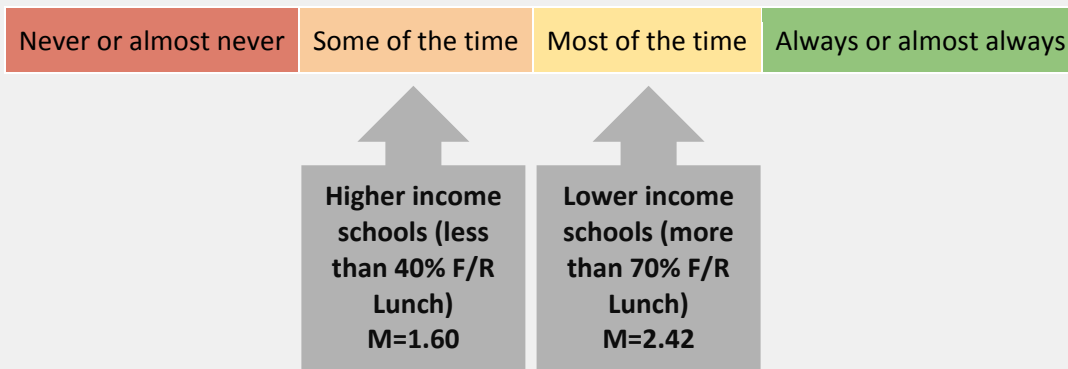 Never or almost never
Some of the time
Most of the time
Always or almost always
Higher income
schools (less
than 40% F/R
Lunch)
M=1.60
Lower income
schools (more
than 70% F/R
Lunch)
M=2.42